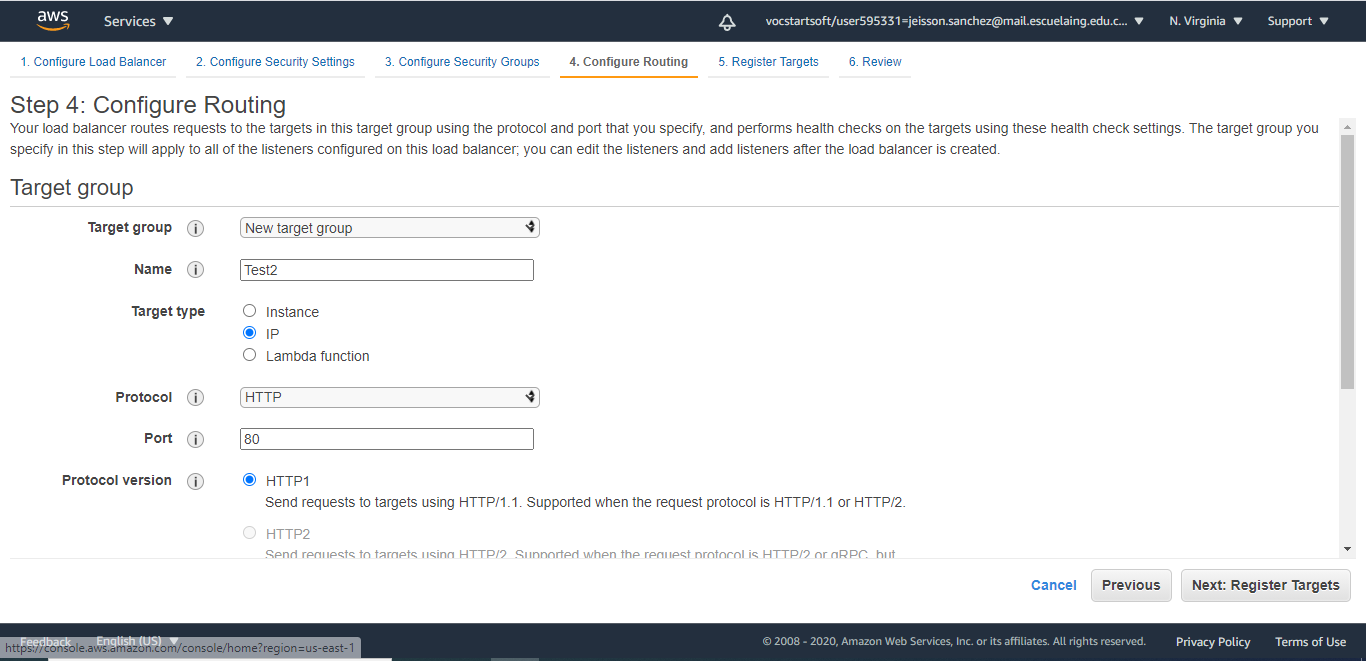 aws Services vocstartsoft/user595331=jeisson.sanchez@mail.escuelaing.edu.c... N. Virginia Support
1. Configure Load Balancer 2. Configure Security Settings 3. Configure Security Groups 4. Configure Routing 5. Register Targets 6. Review
Step 4: Configure Routing
Your load balancer routes requests to the targets in this target group using the protocol and port that you specify, and performs health checks on the targets using these health check settings. The target group you
specify in this step will apply to all of the listeners configured on this load balancer; you can edit the listeners and add listeners after the load balancer is created.
Target group
Target group i New target group
Name i Test2
Target type Instance
IP
Lambda function
Protocol i HTTP
Port i 80
Protocol version i HTTP1
Send requests to targets using HTTP/1.1. Supported when the request protocol is HTTP/1.1 or HTTP/2.
HTTP2
Send requests to targets using HTTP/2. Supported when the request protocol is HTTP/2 or gRPC, but
Cancel Previous Next: Register Targets
Feedback English (US) © 2008 - 2020, Amazon Web Services, Inc. or its affiliates. All rights reserved. Privacy Policy Terms of Use
https://console.aws.amazon.com/console/home?region=us-east-1